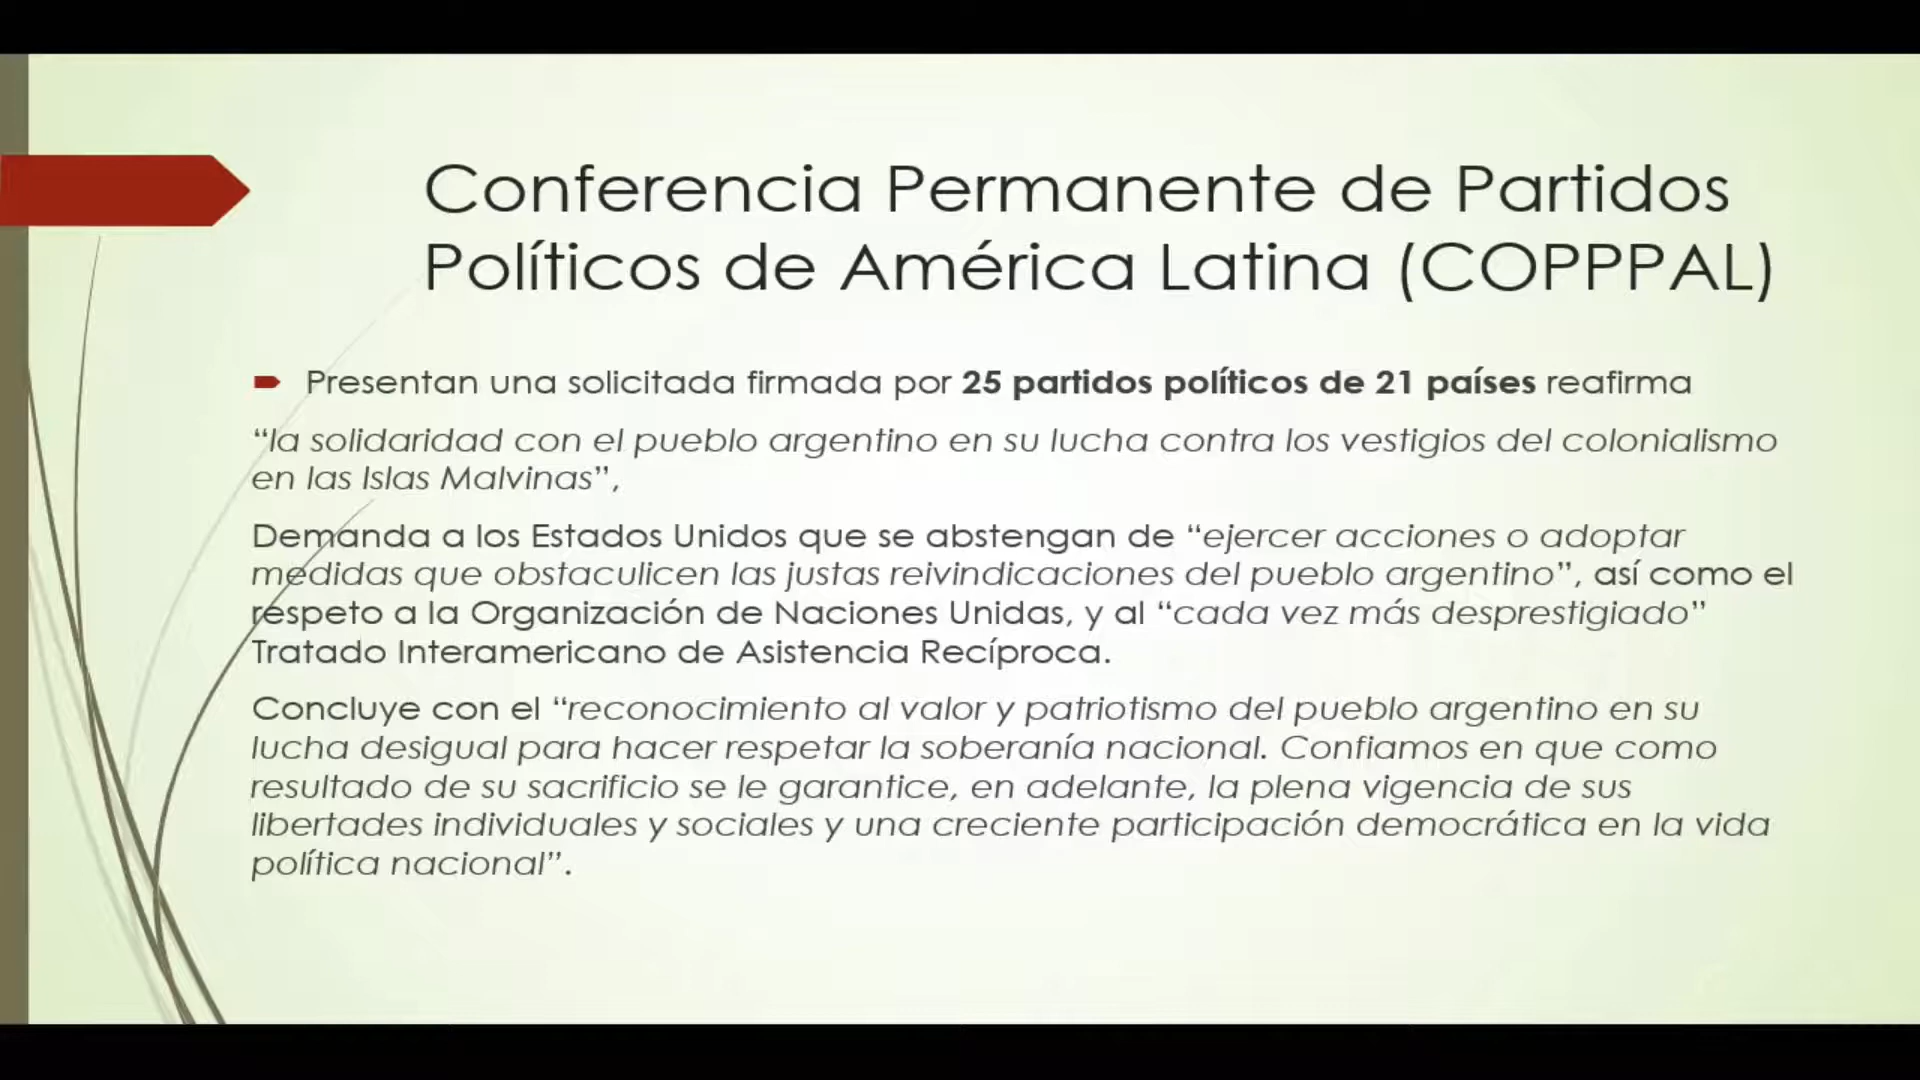 Conferencia Permanente de Partidos
Políticos de América Latina (COPPPAL)
Presentan una solicitada firmada por 25 partidos políticos de 21 países reafirma
“la solidaridad con el pueblo argentino en su lucha contra los vestigios del colonialismo
en las Islas Malvinas”,
Demanda a los Estados Unidos que se abstengan de “ejercer acciones o adoptar
medidas que obstaculicen las justas reivindicaciones del pueblo argentino”, así como el
respeto a la Organización de Naciones Unidas, y al “cada vez más desprestigiado”
Tratado Interamericano de Asistencia Recíproca.
Concluye con el “reconocimiento al valor y patriotismo del pueblo argentino en su
lucha desigual para hacer respetar la soberanía nacional. Confiamos en que como
resultado de su sacrificio se le garantice, en adelante, la plena vigencia de sus
libertades individuales y sociales y una creciente participación democrática en la vida
política nacional”.